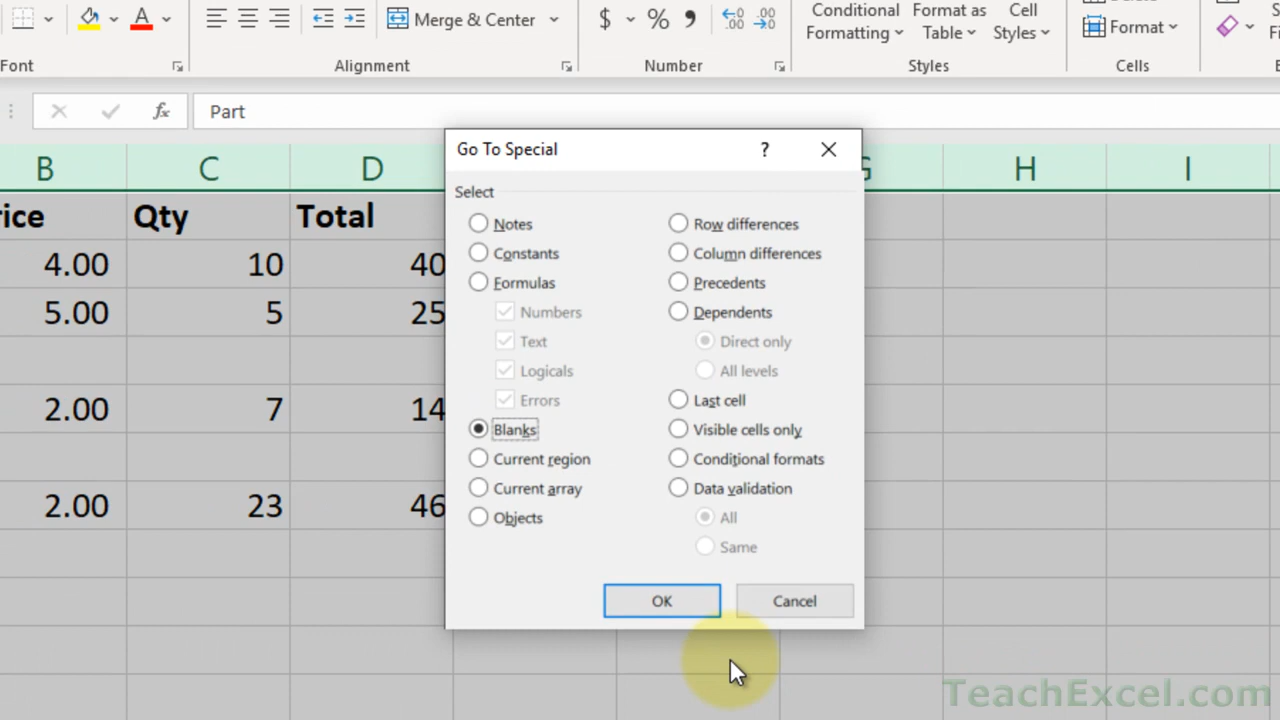 Merge & Center
$ % 9 .00 .00
Conditional Formatting
Format as Table
Cell Styles
Format
Font
Alignment
Number
Styles
Cells
fx Part
B C D G H I
rice Qty Total
4.00 10 40
5.00 5 25
2.00 7 14
2.00 23 46
Go To Special ?
Select
Notes
Constants
Formulas
Numbers
Text
Logicals
Errors
Blanks
Current region
Current array
Objects
Row differences
Column differences
Precedents
Dependents
Direct only
All levels
Last cell
Visible cells only
Conditional formats
Data validation
All
Same
OK Cancel
TeachExcel.com